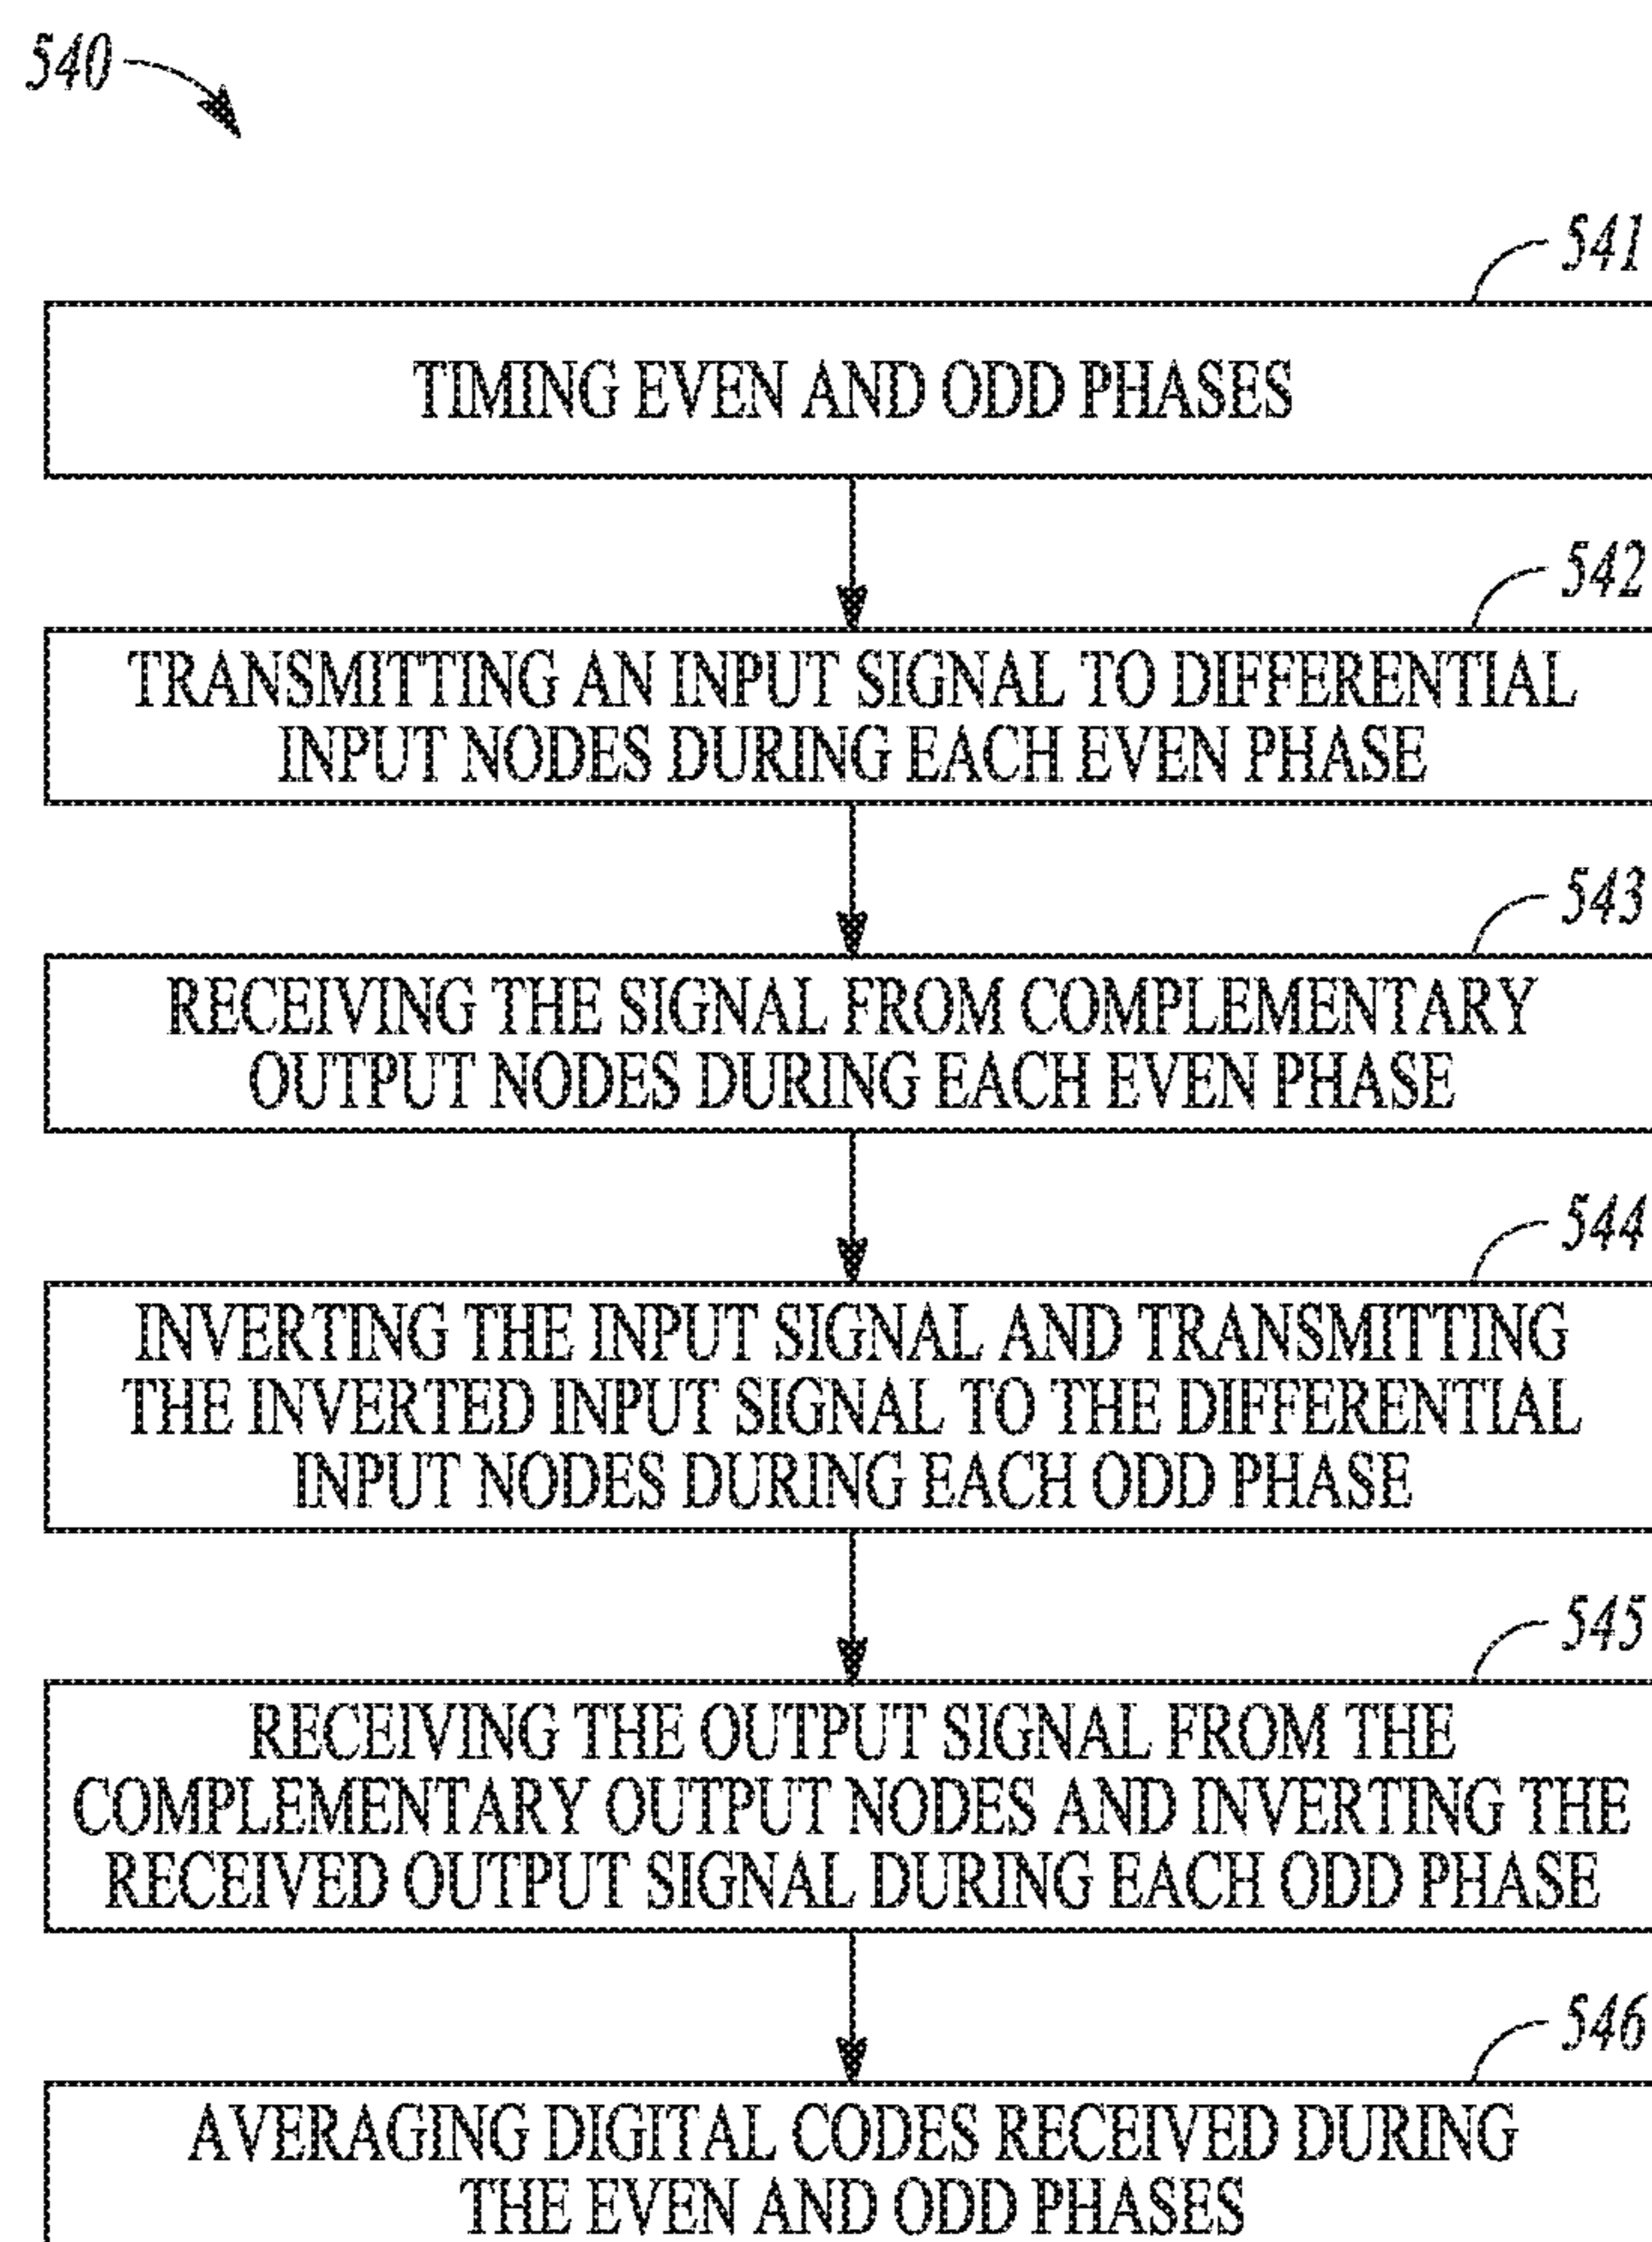 540
541
TIMING EVEN AND ODD PHASES
542
TRANSMITTING AN INPUT SIGNAL TO DIFFERENTIAL
INPUT NODES DURING EACH EVEN PHASE
543
RECEIVING THE SIGNAL FROM COMPLEMENTARY
OUTPUT NODES DURING EACH EVEN PHASE
544
INVERTING THE INPUT SIGNAL AND TRANSMITTING
THE INVERTED INPUT SIGNAL TO THE DIFFERENTIAL
INPUT NODES DURING EACH ODD PHASE
545
RECEIVING THE OUTPUT SIGNAL FROM THE
COMPLEMENTARY OUTPUT NODES AND INVERTING THE
RECEIVED OUTPUT SIGNAL DURING EACH ODD PHASE
546
AVERAGING DIGITAL CODES RECEIVED DURING
THE EVEN AND ODD PHASES